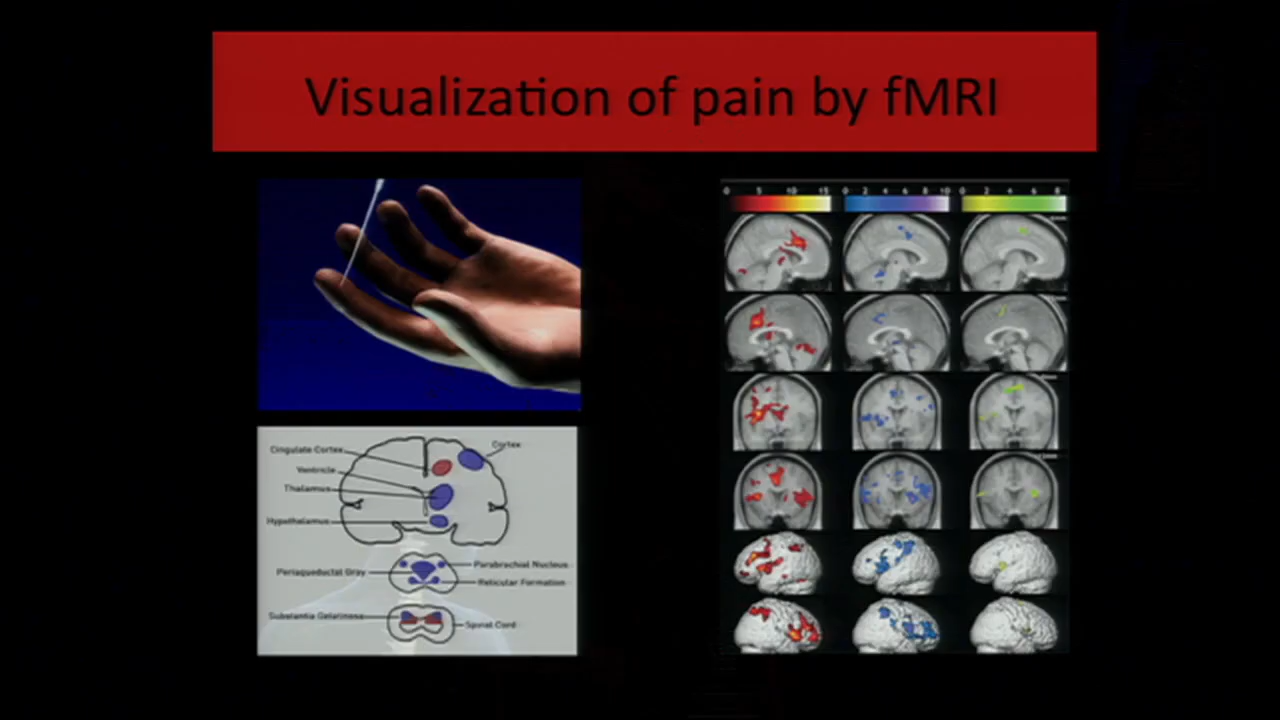 Visualization of pain by fMRI
0 5 10 15 0 2 4 6 8 10 0 2 4 6 8
Cingulate Cortex
Cortex
Ventricle
Thalamus
Hypothalamus
Parabrachial Nucleus
Periaqueductal Gray
Reticular Formation
Substantia Gelatinosa
Spinal Cord